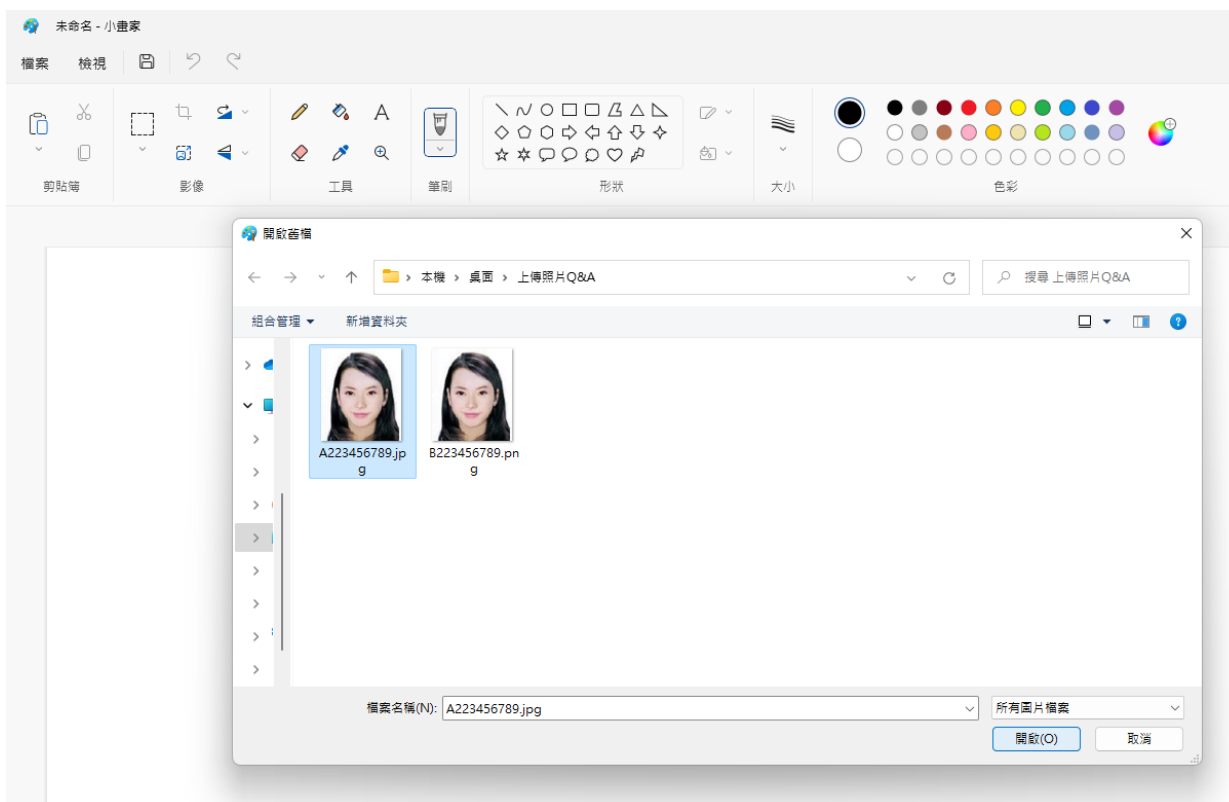 未命名 - 小畫家
檔案 檢視
剪貼簿 影像 工具 筆刷 形狀 大小 色彩
開啟舊檔
本機 › 桌面 › 上傳照片Q&A
搜尋 上傳照片Q&A
組合管理 新增資料夾
A223456789.jp
g
B223456789.pn
g
檔案名稱(N): A223456789.jpg 所有圖片檔案
開啟(O) 取消